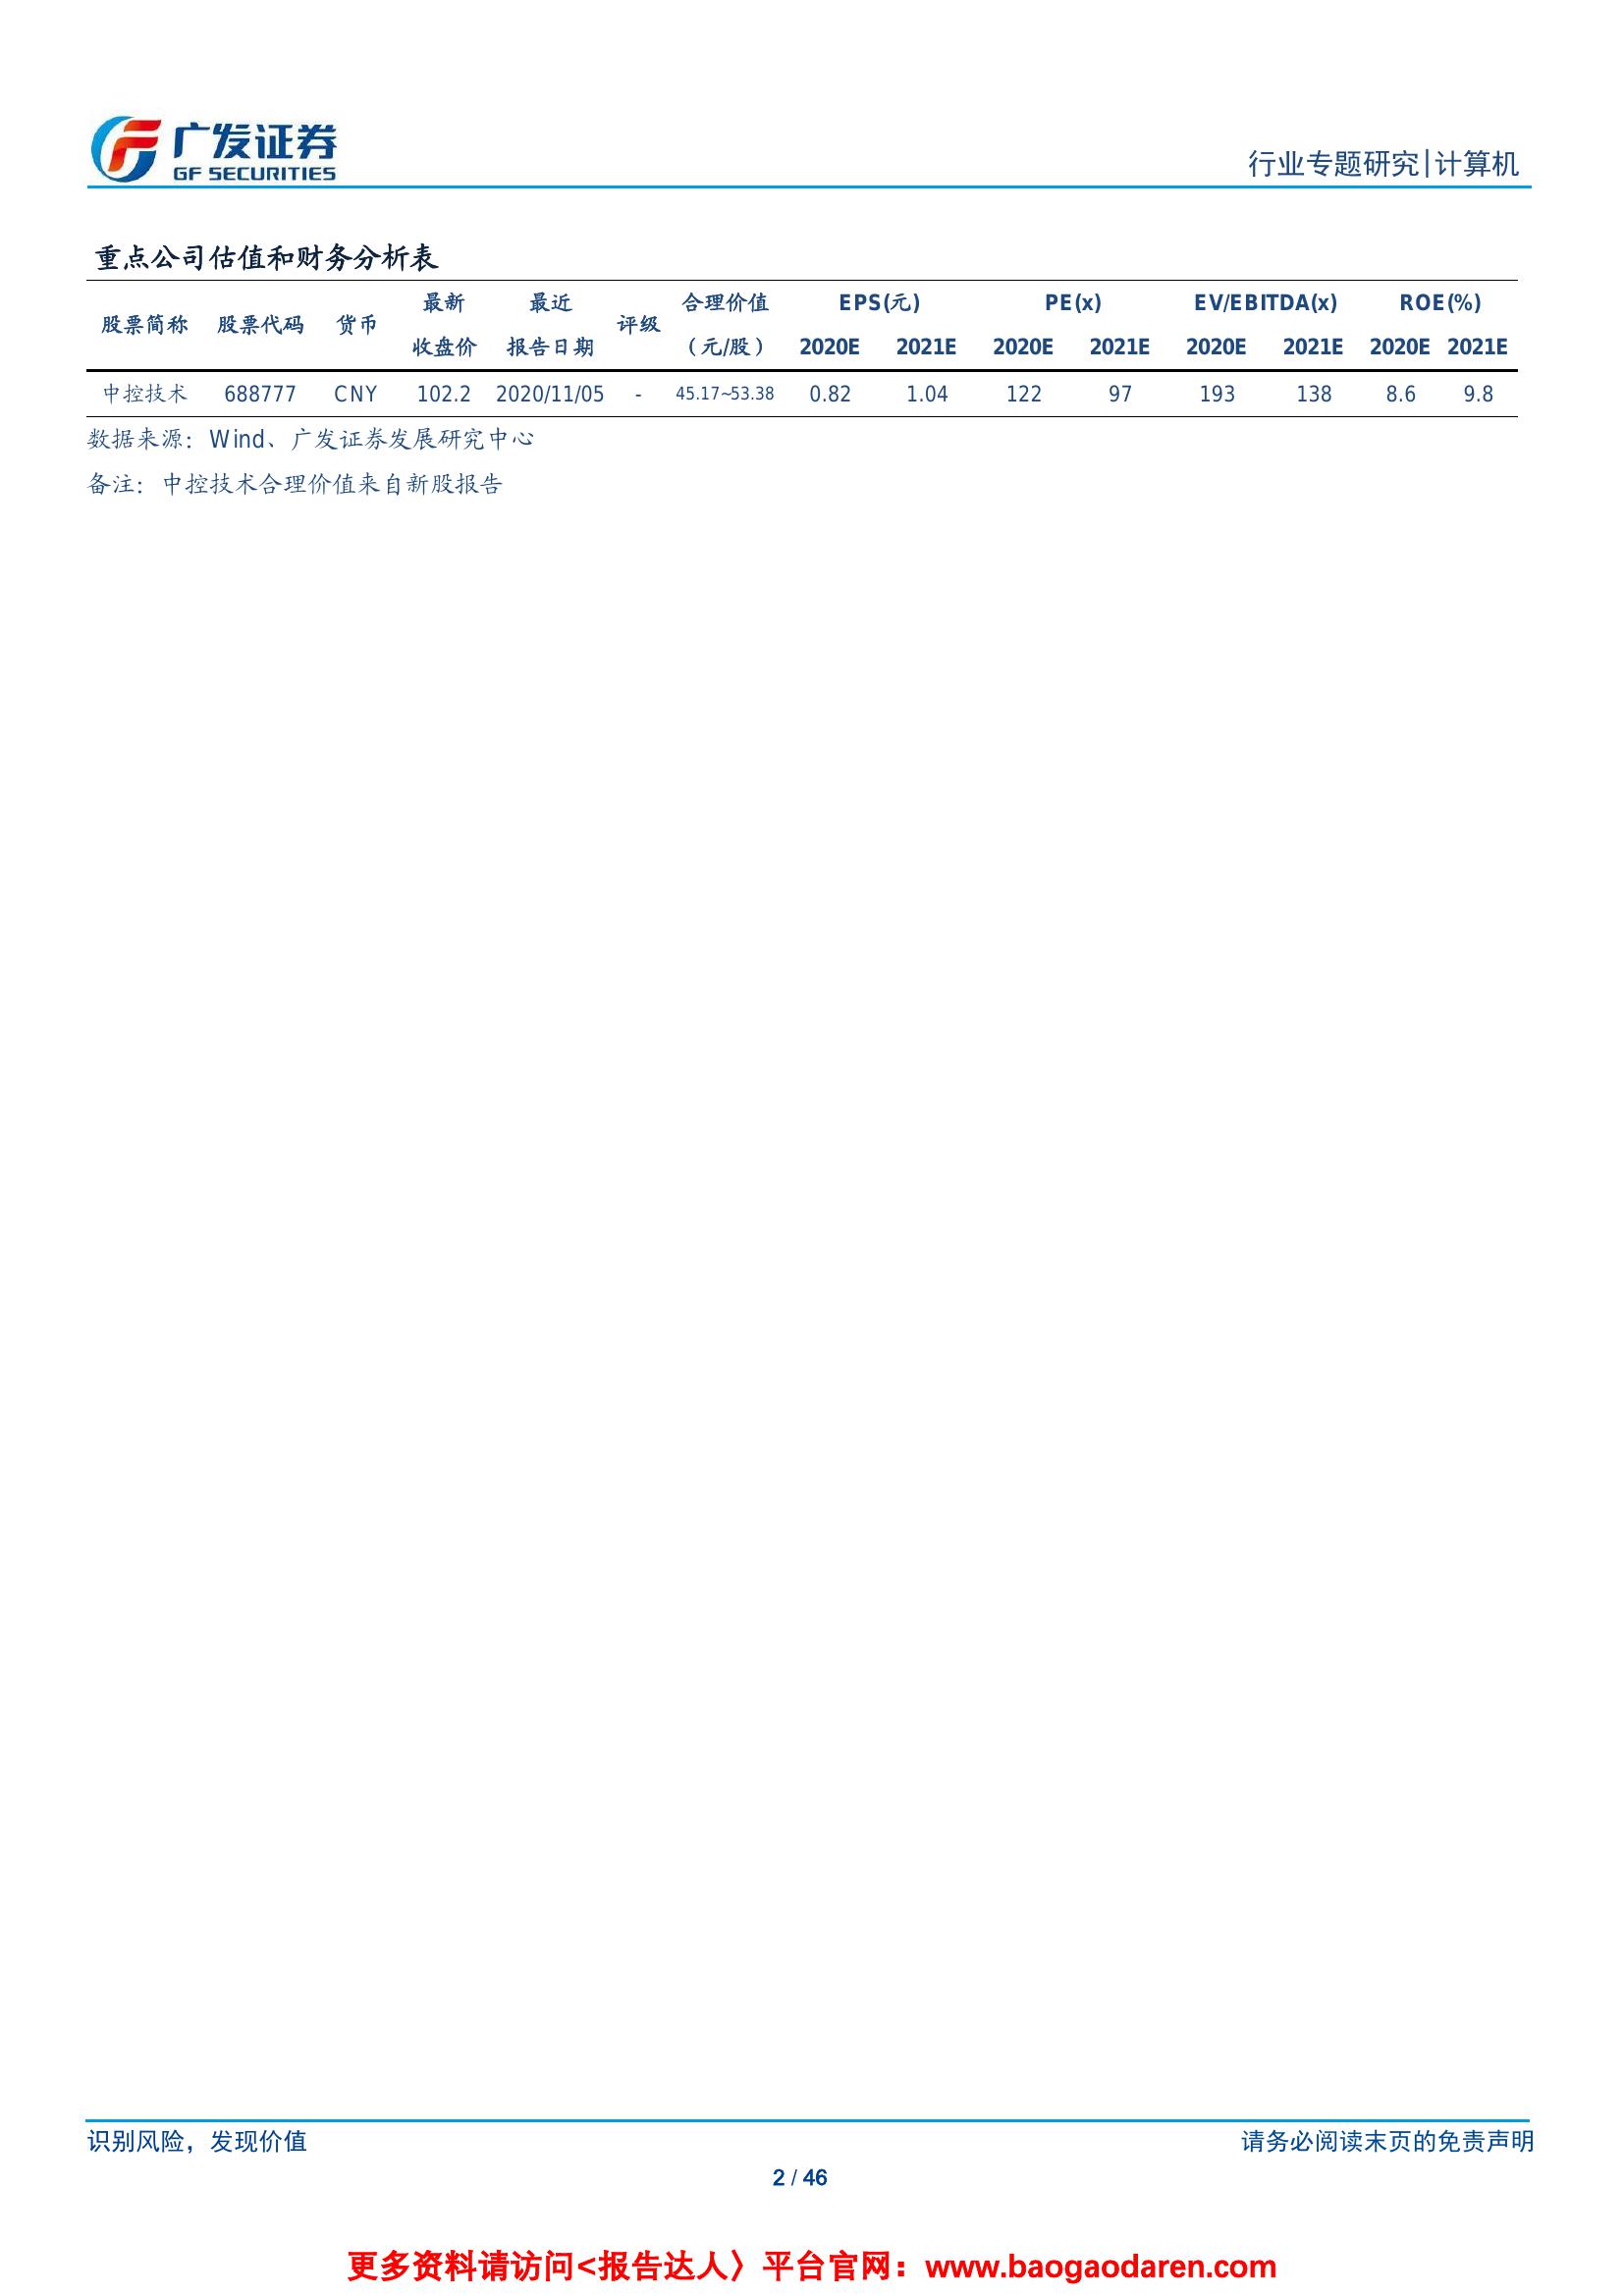 广发证券
GF SECURITIES
行业专题研究|计算机
重点公司估值和财务分析表
股票简称 股票代码 货币 最新 最近 评级 合理价值 EPS(元) PE(x) EV/EBITDA(x) ROE(%)
收盘价 报告日期 （元/股） 2020E 2021E 2020E 2021E 2020E 2021E 2020E 2021E
中控技术 688777 CNY 102.2 2020/11/05 - 45.17~53.38 0.82 1.04 122 97 193 138 8.6 9.8
数据来源：Wind、广发证券发展研究中心
备注：中控技术合理价值来自新股报告
识别风险，发现价值 请务必阅读末页的免责声明
2 / 46
更多资料请访问<报告达人〉平台官网：www.baogaodaren.com